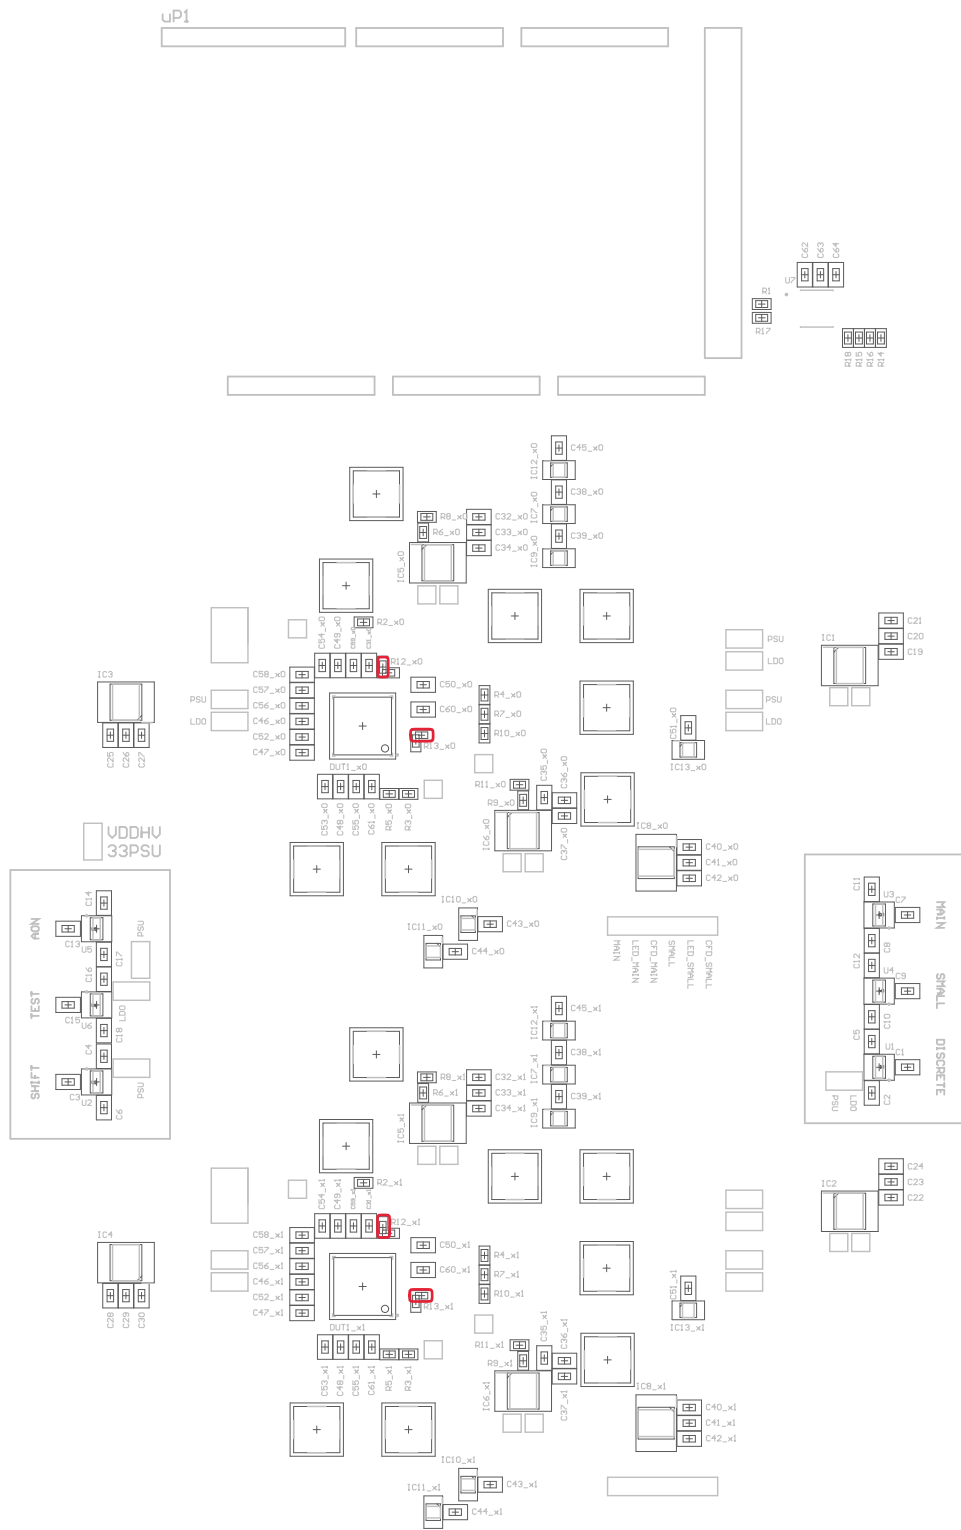 uP1
C62
C63
C64
U7
R1
R17
R18
R15
R16
R14
C45_x0
IC12_x0
C38_x0
IC7_x0
C39_x0
IC9_x0
R8_x0
R6_x0
C32_x0
C33_x0
C34_x0
IC5_x0
C54_x0
C49_x0
R2_x0
R12_x0
C58_x0
C57_x0
C56_x0
C46_x0
C52_x0
C47_x0
C50_x0
C60_x0
R13_x0
R4_x0
R7_x0
R10_x0
PSU
LDO
PSU
LDO
PSU
LDO
IC1
C21
C20
C19
IC3
C25
C26
C27
C51_x0
IC13_x0
DUT1_x0
C53_x0
C48_x0
C55_x0
C61_x0
R5_x0
R3_x0
R11_x0
R9_x0
C35_x0
C36_x0
IC6_x0
C37_x0
IC8_x0
C40_x0
C41_x0
C42_x0
VDDHV
33PSU
IC10_x0
C43_x0
IC11_x0
C44_x0
MAIN
LED_MAIN
CFD_MAIN
SMALL
LED_SMALL
CFD_SMALL
AON
C14
C13
U5
C17
PSU
C16
TEST
C15
U6
C18
LDO
C4
SHIFT
C3
U2
C6
PSU
C11
U3
C7
MAIN
C8
C12
U4
C9
SMALL
C10
C5
U1
C1
DISCRETE
C2
PSU
LDO
C45_x1
IC12_x1
C38_x1
IC7_x1
C39_x1
IC9_x1
R8_x1
R6_x1
C32_x1
C33_x1
C34_x1
IC5_x1
C54_x1
C49_x1
R2_x1
R12_x1
C58_x1
C57_x1
C56_x1
C46_x1
C52_x1
C47_x1
C50_x1
C60_x1
R13_x1
R4_x1
R7_x1
R10_x1
IC2
C24
C23
C22
IC4
C28
C29
C30
C51_x1
IC13_x1
DUT1_x1
C53_x1
C48_x1
C55_x1
C61_x1
R5_x1
R3_x1
R11_x1
R9_x1
C35_x1
C36_x1
IC6_x1
C37_x1
IC8_x1
C40_x1
C41_x1
C42_x1
IC10_x1
C43_x1
IC11_x1
C44_x1